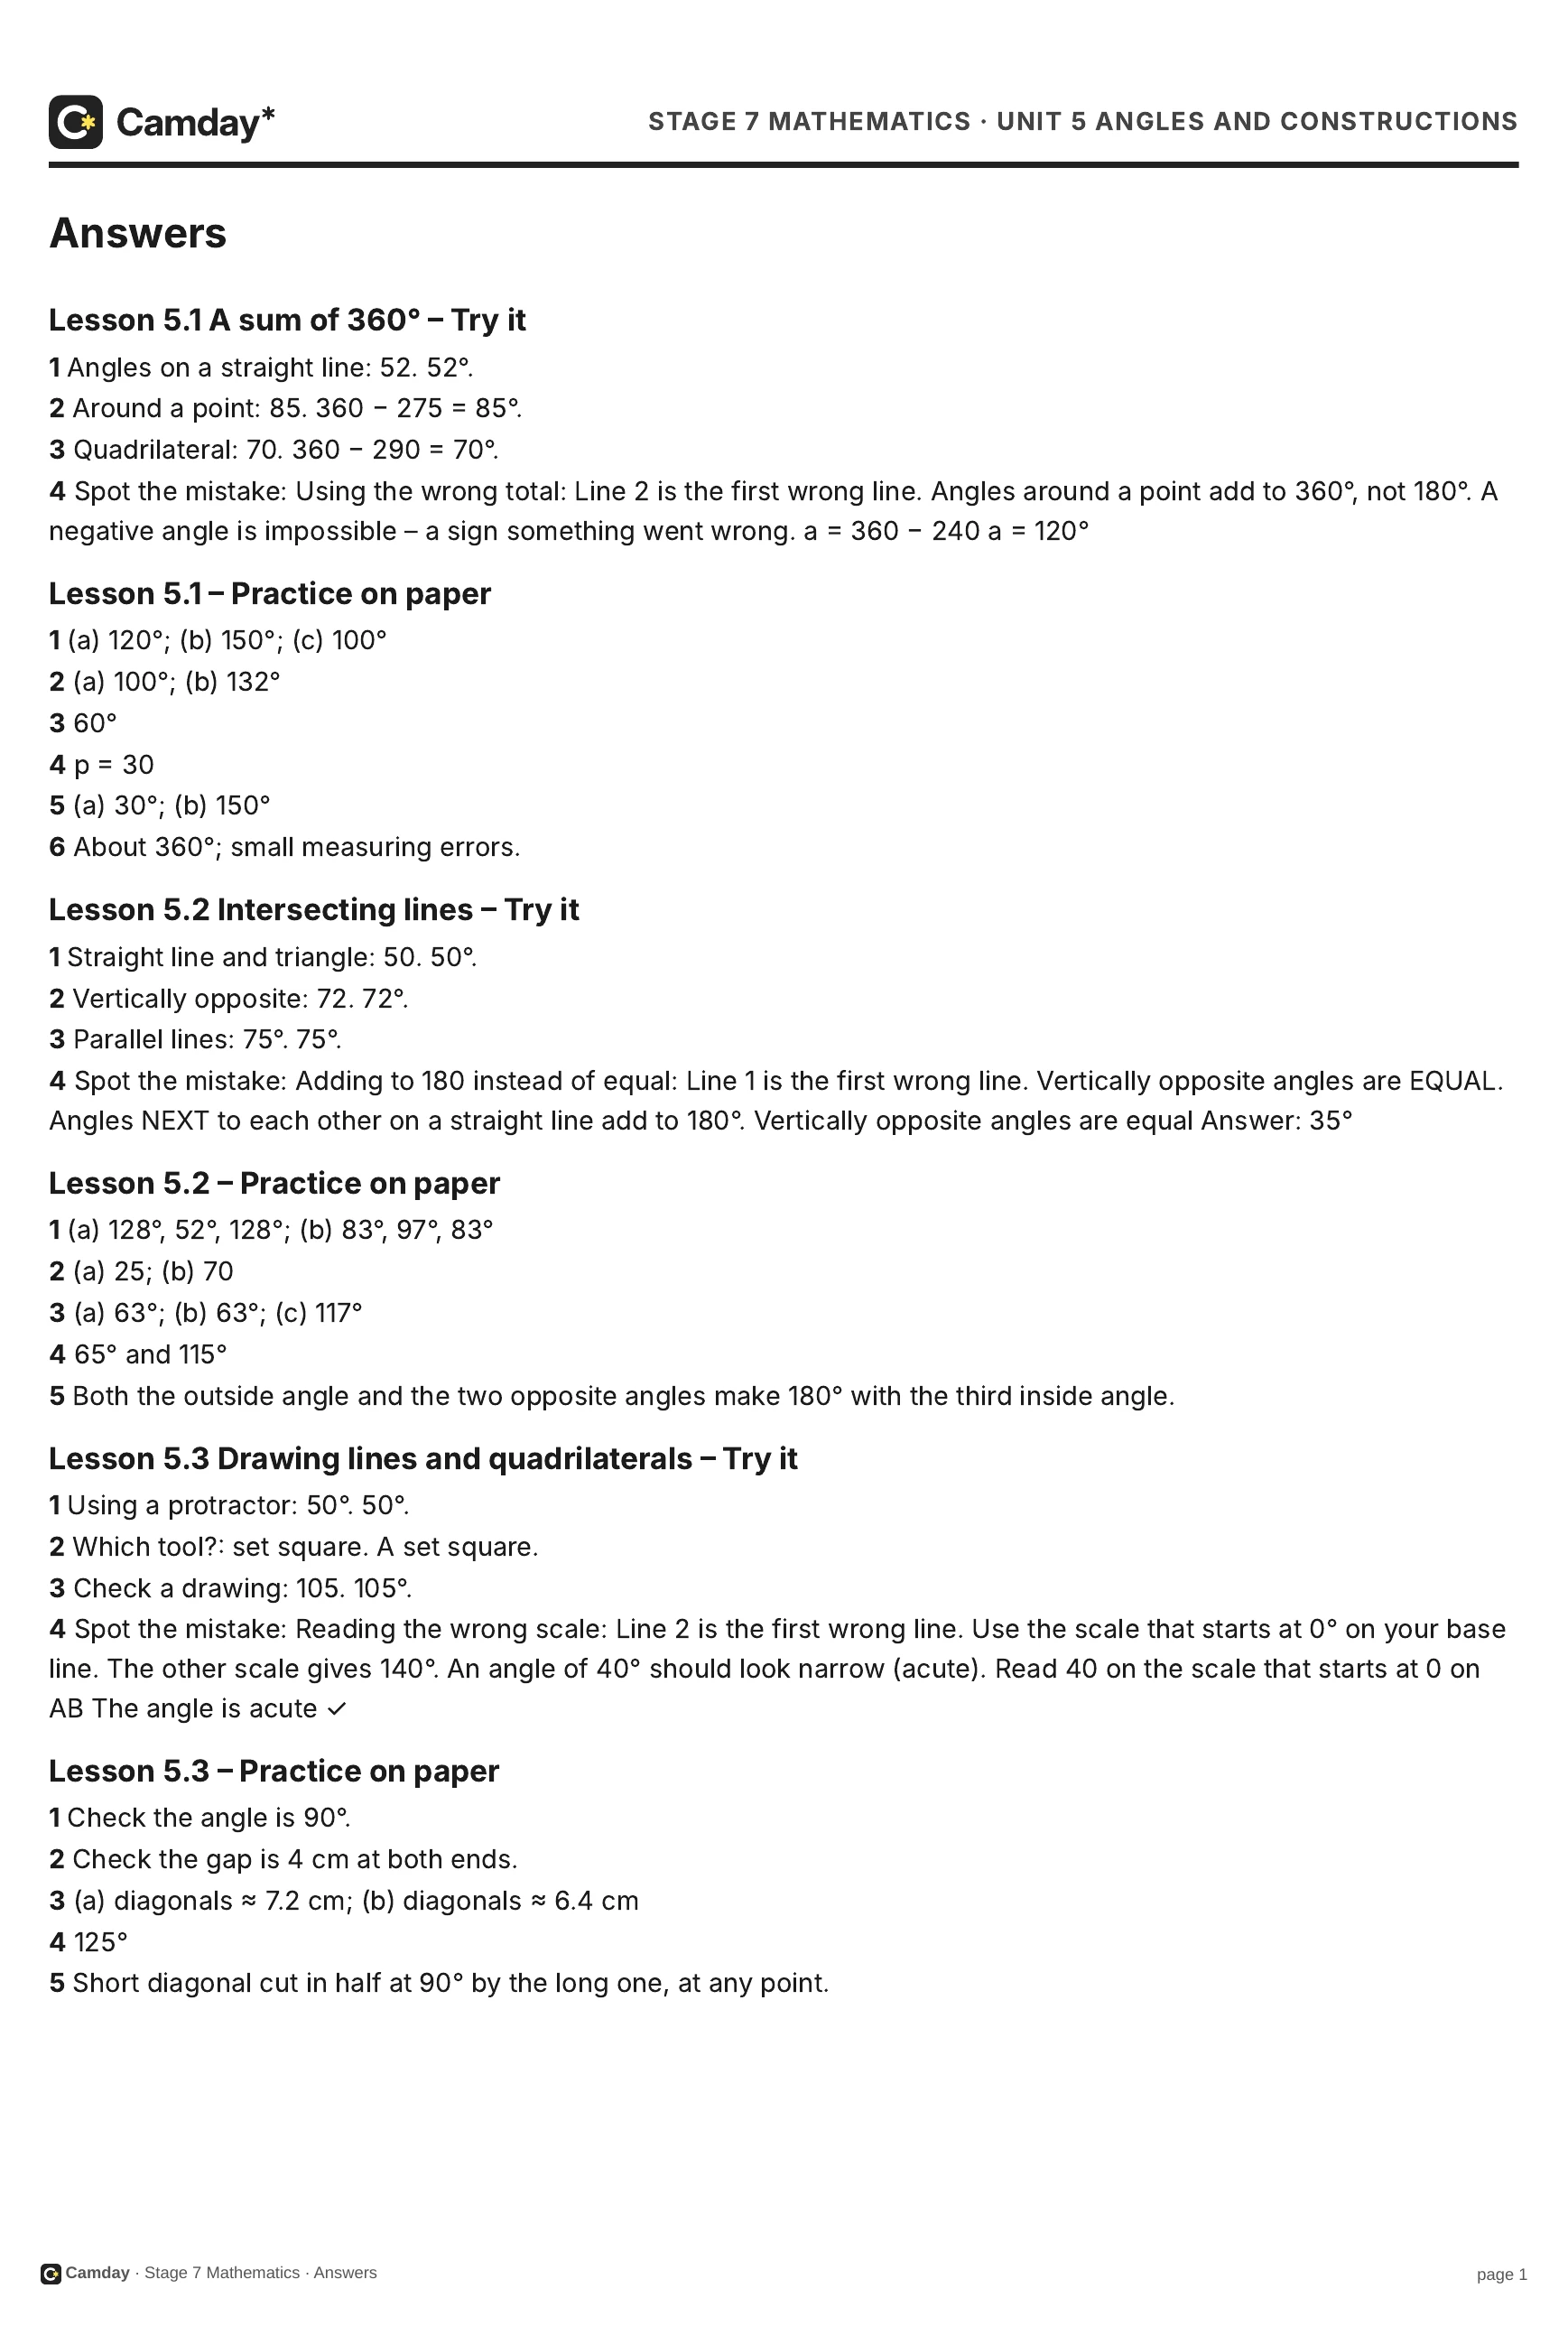 Camday*
STAGE 7 MATHEMATICS · UNIT 5 ANGLES AND CONSTRUCTIONS
Answers
Lesson 5.1 A sum of 360° – Try it
1 Angles on a straight line: 52. 52°.
2 Around a point: 85. 360 − 275 = 85°.
3 Quadrilateral: 70. 360 − 290 = 70°.
4 Spot the mistake: Using the wrong total: Line 2 is the first wrong line. Angles around a point add to 360°, not 180°. A
negative angle is impossible – a sign something went wrong. a = 360 − 240 a = 120°
Lesson 5.1 – Practice on paper
1 (a) 120°; (b) 150°; (c) 100°
2 (a) 100°; (b) 132°
3 60°
4 p = 30
5 (a) 30°; (b) 150°
6 About 360°; small measuring errors.
Lesson 5.2 Intersecting lines – Try it
1 Straight line and triangle: 50. 50°.
2 Vertically opposite: 72. 72°.
3 Parallel lines: 75°. 75°.
4 Spot the mistake: Adding to 180 instead of equal: Line 1 is the first wrong line. Vertically opposite angles are EQUAL.
Angles NEXT to each other on a straight line add to 180°. Vertically opposite angles are equal Answer: 35°
Lesson 5.2 – Practice on paper
1 (a) 128°, 52°, 128°; (b) 83°, 97°, 83°
2 (a) 25; (b) 70
3 (a) 63°; (b) 63°; (c) 117°
4 65° and 115°
5 Both the outside angle and the two opposite angles make 180° with the third inside angle.
Lesson 5.3 Drawing lines and quadrilaterals – Try it
1 Using a protractor: 50°. 50°.
2 Which tool?: set square. A set square.
3 Check a drawing: 105. 105°.
4 Spot the mistake: Reading the wrong scale: Line 2 is the first wrong line. Use the scale that starts at 0° on your base
line. The other scale gives 140°. An angle of 40° should look narrow (acute). Read 40 on the scale that starts at 0 on
AB The angle is acute ✓
Lesson 5.3 – Practice on paper
1 Check the angle is 90°.
2 Check the gap is 4 cm at both ends.
3 (a) diagonals ≈ 7.2 cm; (b) diagonals ≈ 6.4 cm
4 125°
5 Short diagonal cut in half at 90° by the long one, at any point.
Camday · Stage 7 Mathematics · Answers
page 1